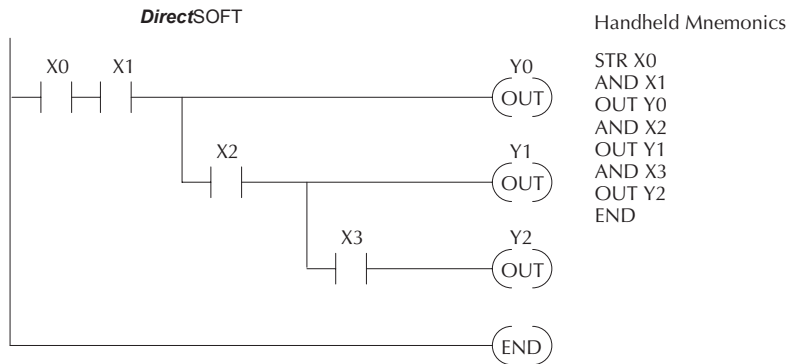 DirectSOFT
Handheld Mnemonics
X0 X1 Y0
OUT
X2 Y1
OUT
X3 Y2
OUT
END
STR X0
AND X1
OUT Y0
AND X2
OUT Y1
AND X3
OUT Y2
END